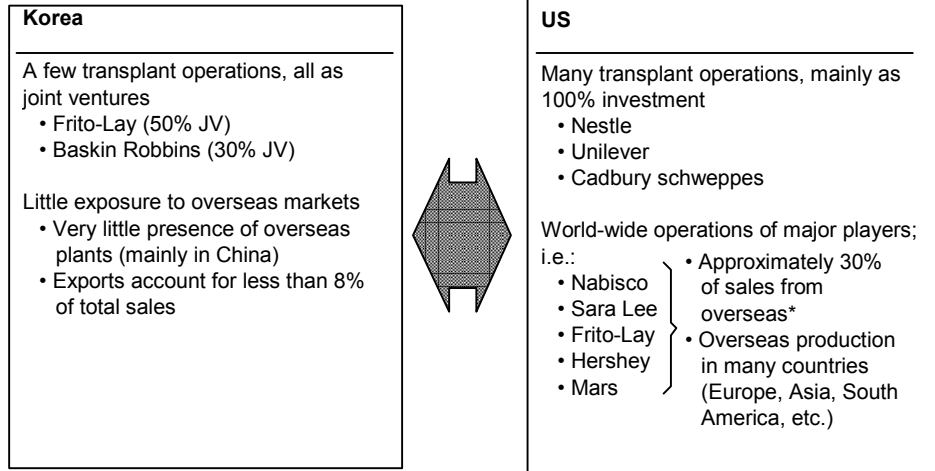 Korea
A few transplant operations, all as
joint ventures
• Frito-Lay (50% JV)
• Baskin Robbins (30% JV)
Little exposure to overseas markets
• Very little presence of overseas
plants (mainly in China)
• Exports account for less than 8%
of total sales
US
Many transplant operations, mainly as
100% investment
• Nestle
• Unilever
• Cadbury schweppes
World-wide operations of major players;
i.e.:
• Nabisco
• Sara Lee
• Frito-Lay
• Hershey
• Mars
• Approximately 30%
of sales from
overseas*
• Overseas production
in many countries
(Europe, Asia, South
America, etc.)